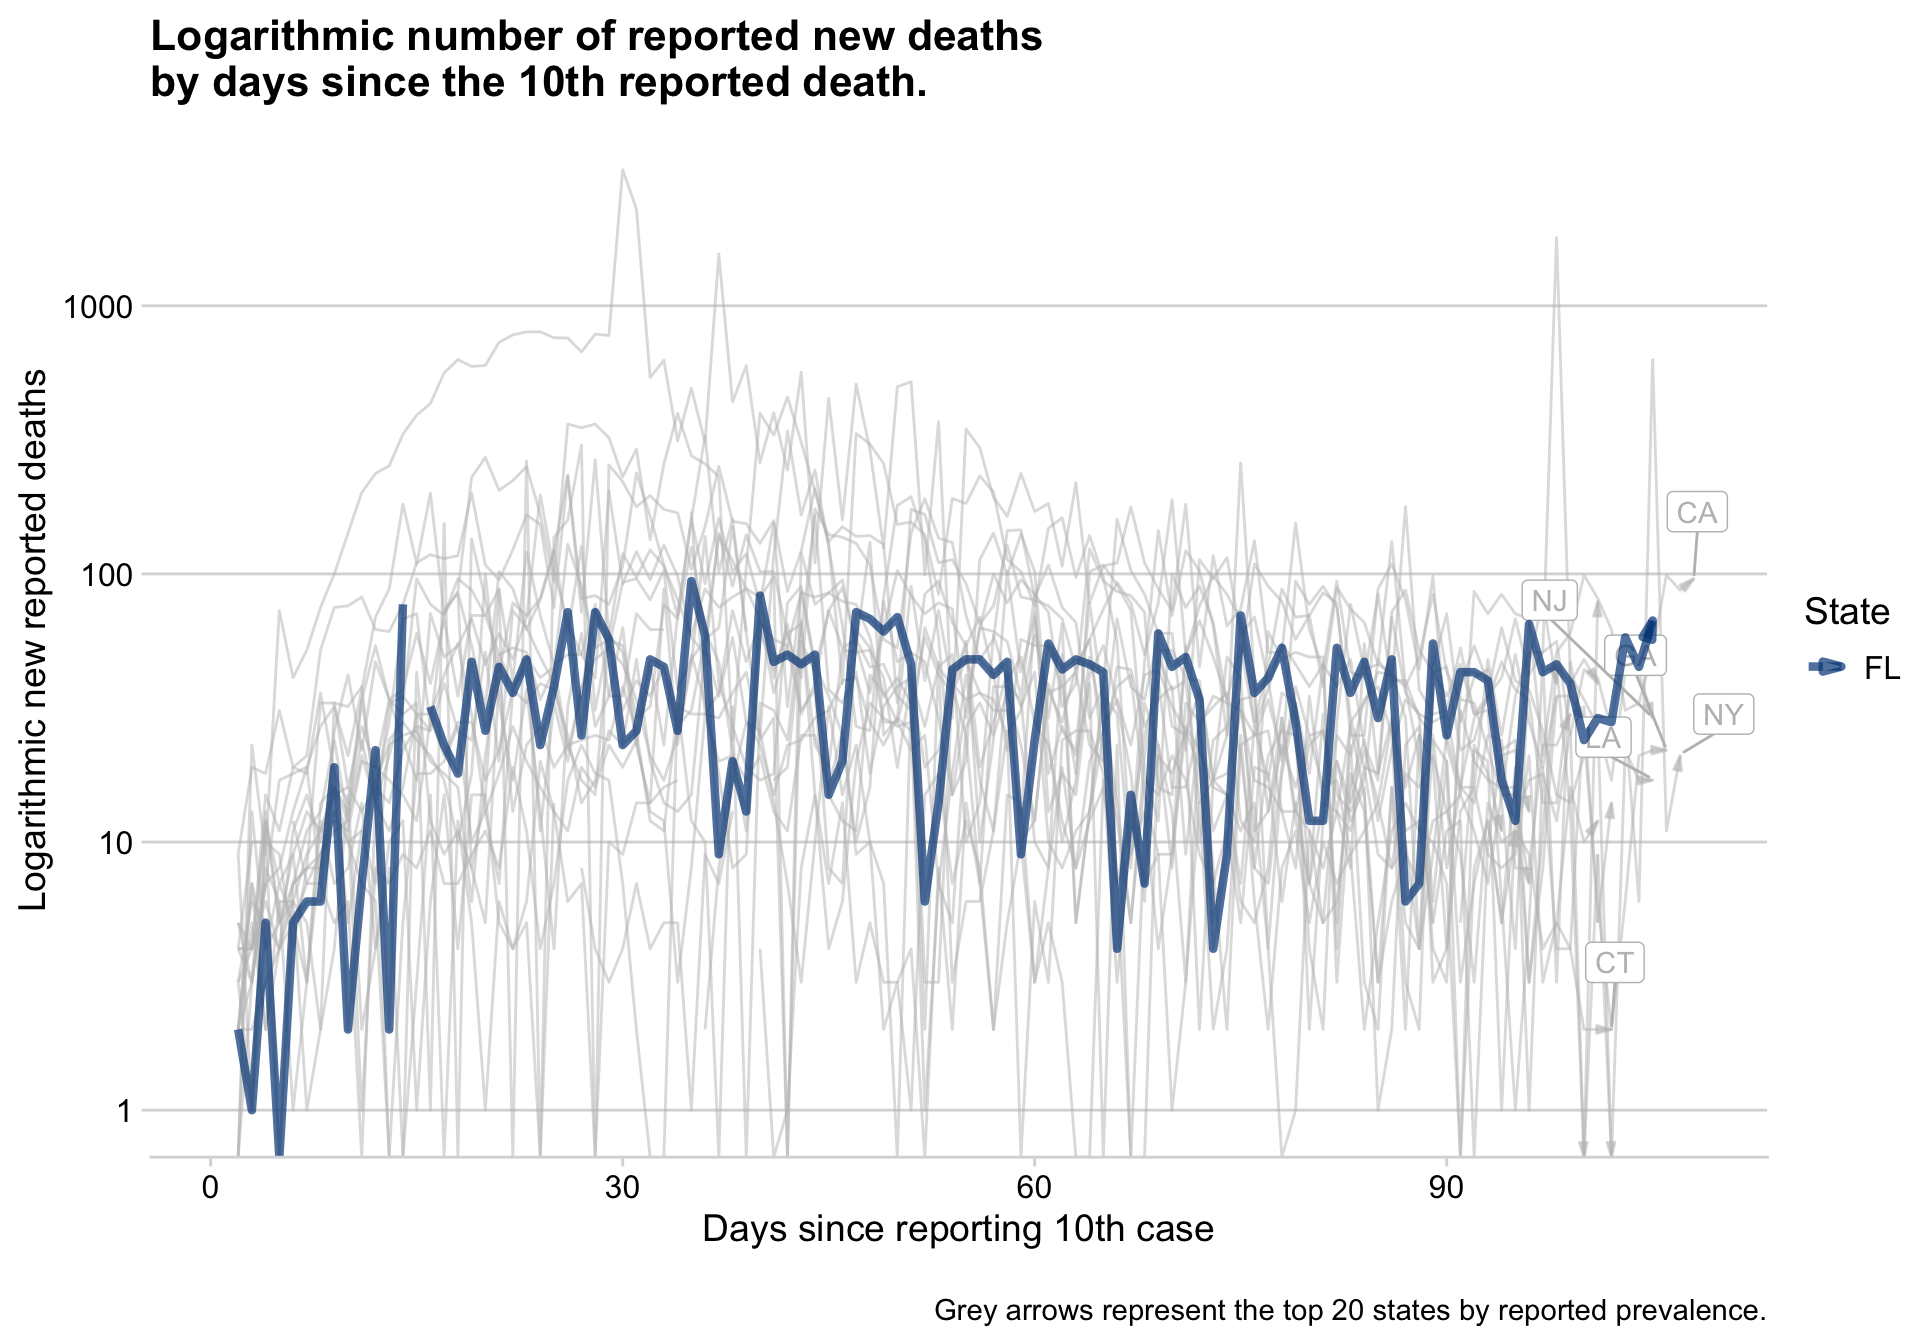 Logarithmic number of reported new deaths
by days since the 10th reported death.
Logarithmic new reported deaths
1000
100
10
1
0
30
60
90
Days since reporting 10th case
CA
NJ
GA
NY
LA
CT
State
FL
Grey arrows represent the top 20 states by reported prevalence.